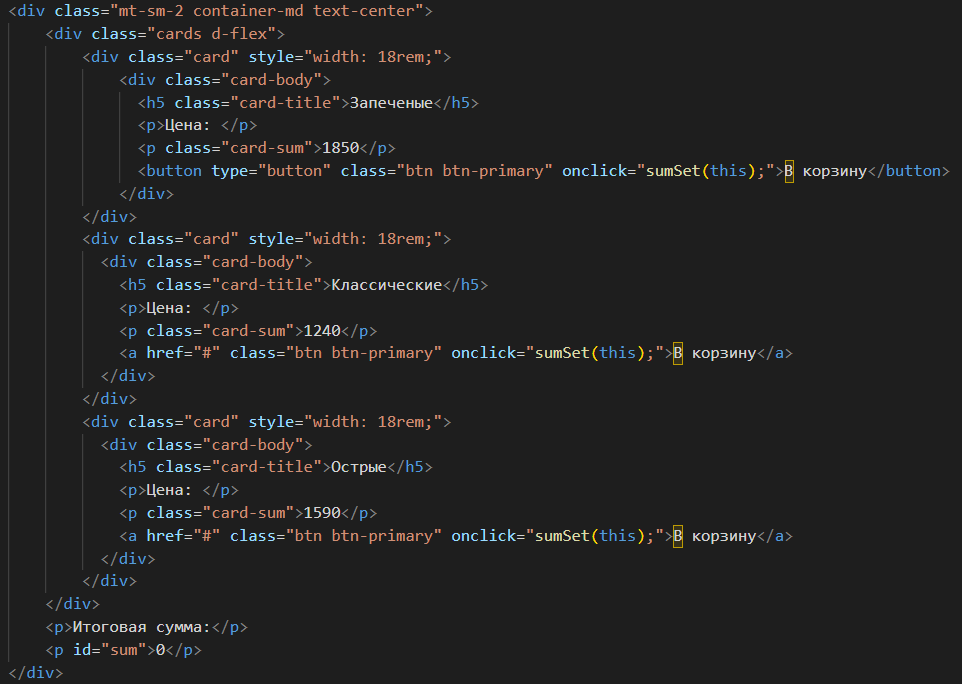 <div class="mt-sm-2 container-md text-center">
<div class="cards d-flex">
<div class="card" style="width: 18rem;">
<div class="card-body">
<h5 class="card-title">Запеченые</h5>
<p>Цена: </p>
<p class="card-sum">1850</p>
<button type="button" class="btn btn-primary" onclick="sumSet(this);">В корзину</button>
</div>
</div>
<div class="card" style="width: 18rem;">
<div class="card-body">
<h5 class="card-title">Классические</h5>
<p>Цена: </p>
<p class="card-sum">1240</p>
<a href="#" class="btn btn-primary" onclick="sumSet(this);">В корзину</a>
</div>
</div>
<div class="card" style="width: 18rem;">
<div class="card-body">
<h5 class="card-title">Острые</h5>
<p>Цена: </p>
<p class="card-sum">1590</p>
<a href="#" class="btn btn-primary" onclick="sumSet(this);">В корзину</a>
</div>
</div>
</div>
<p>Итоговая сумма:</p>
<p id="sum">0</p>
</div>